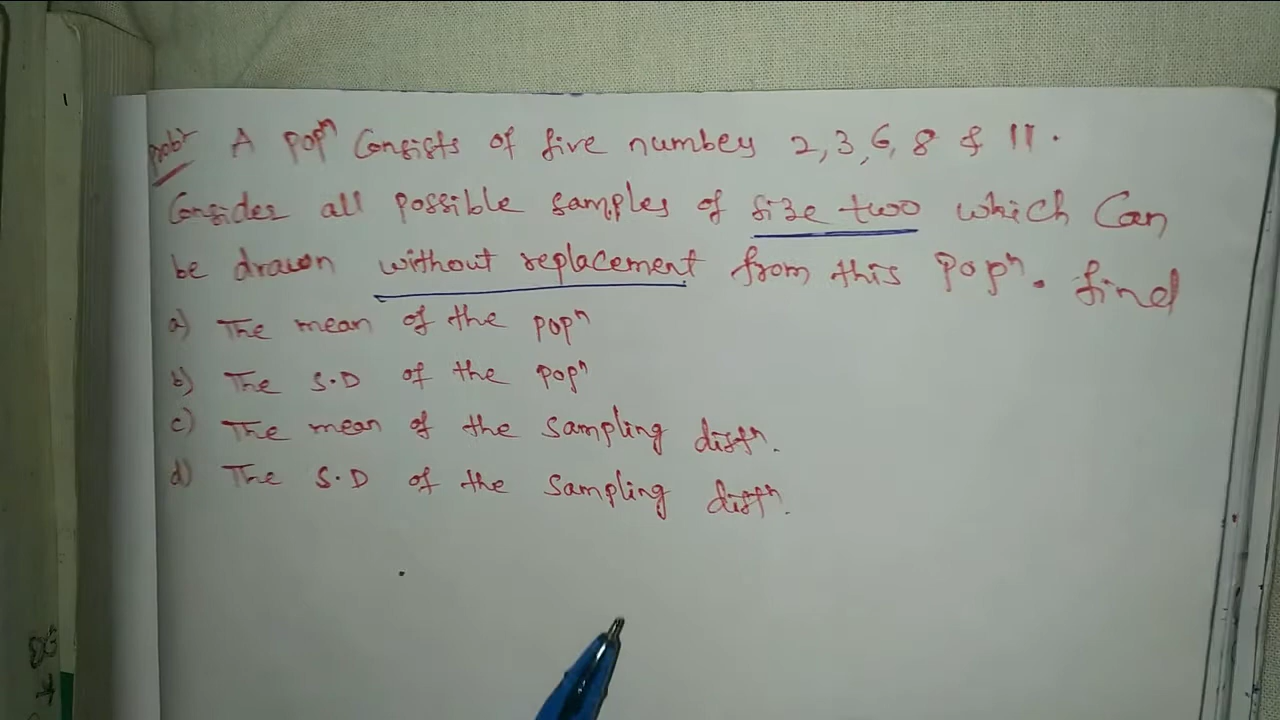 Prob:- A popⁿ Consists of five numbers 2, 3, 6, 8 & 11.
Consider all possible samples of size two which Can
be drawn without replacement from this popⁿ. find
a) The mean of the popⁿ
b) The S.D of the popⁿ
c) The mean of the sampling distⁿ.
d) The S.D of the sampling distⁿ.